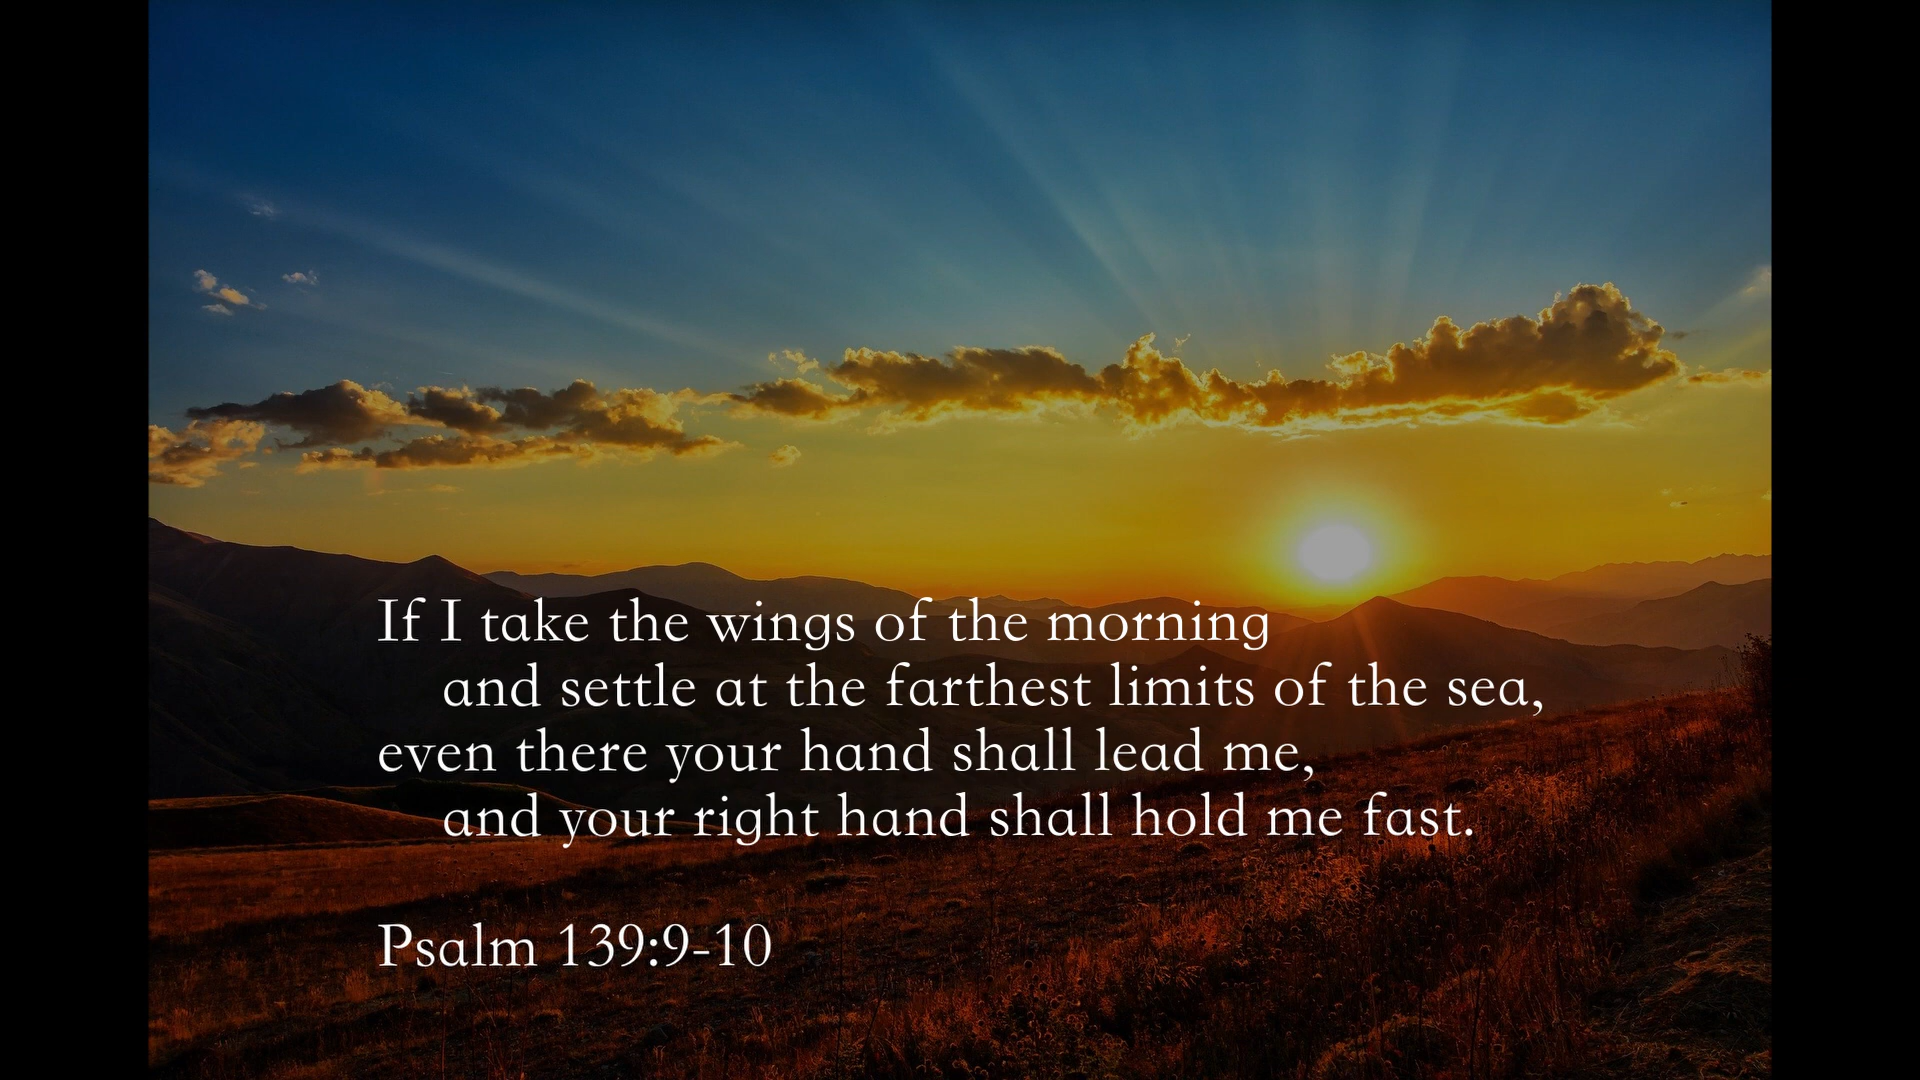 If I take the wings of the morning
and settle at the farthest limits of the sea,
even there your hand shall lead me,
and your right hand shall hold me fast.
Psalm 139:9-10